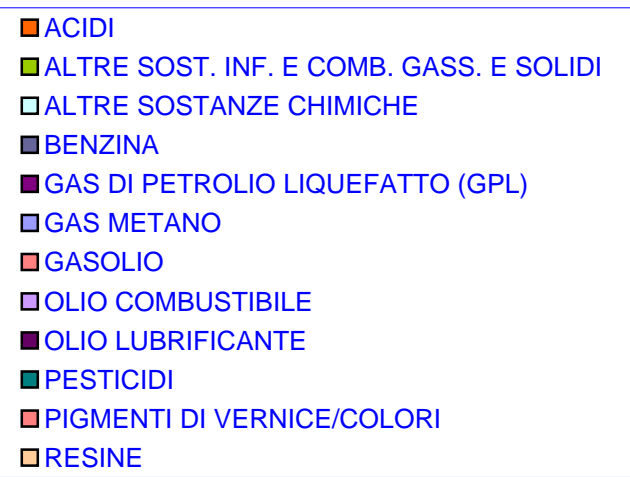 ACIDI
ALTRE SOST. INF. E COMB. GASS. E SOLIDI
ALTRE SOSTANZE CHIMICHE
BENZINA
GAS DI PETROLIO LIQUEFATTO (GPL)
GAS METANO
GASOLIO
OLIO COMBUSTIBILE
OLIO LUBRIFICANTE
PESTICIDI
PIGMENTI DI VERNICE/COLORI
RESINE